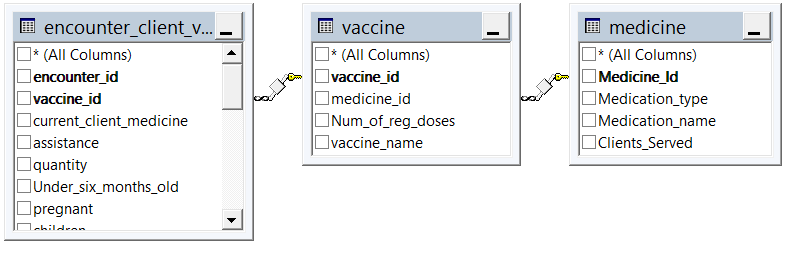 encounter_client_v...
* (All Columns)
encounter_id
vaccine_id
current_client_medicine
assistance
quantity
Under_six_months_old
pregnant
children
vaccine
* (All Columns)
vaccine_id
medicine_id
Num_of_reg_doses
vaccine_name
medicine
* (All Columns)
Medicine_Id
Medication_type
Medication_name
Clients_Served